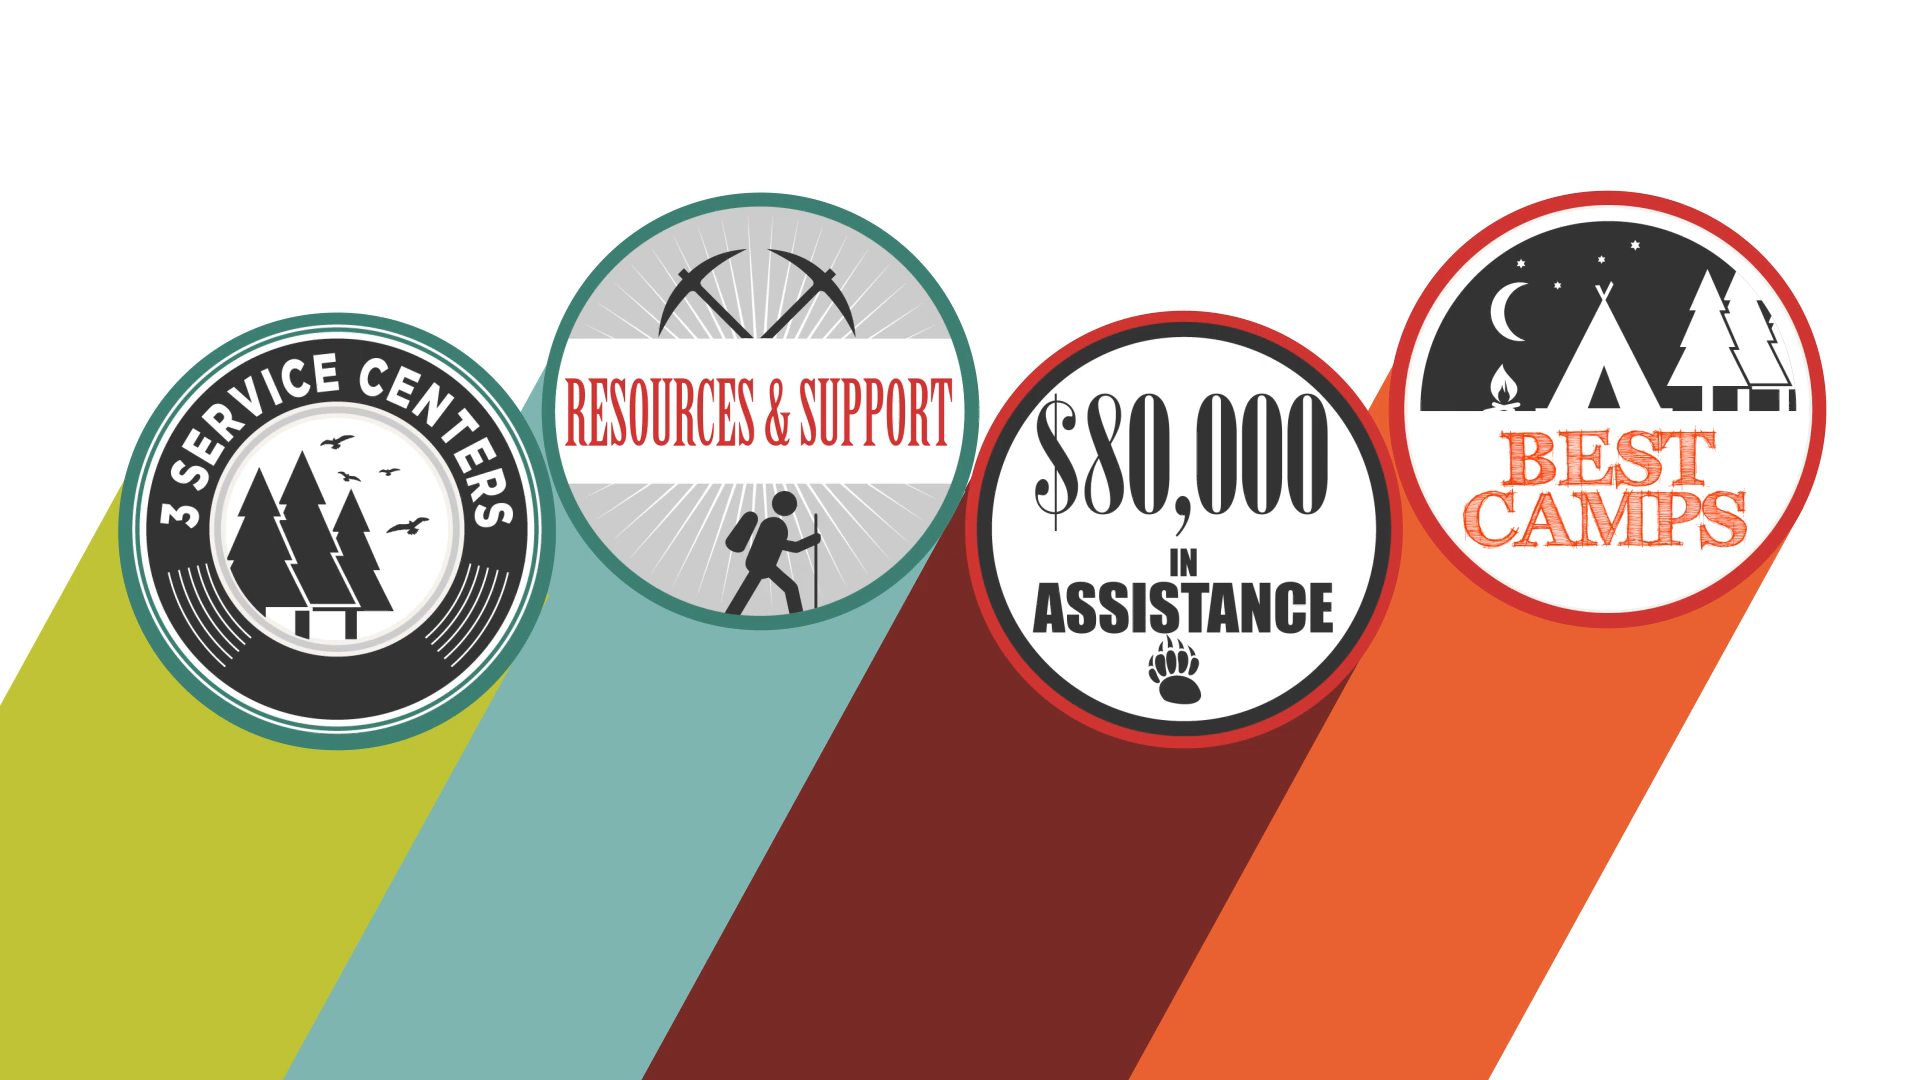 3 SERVICE CENTERS
RESOURCES & SUPPORT
$80,000
IN
ASSISTANCE
BEST
CAMPS